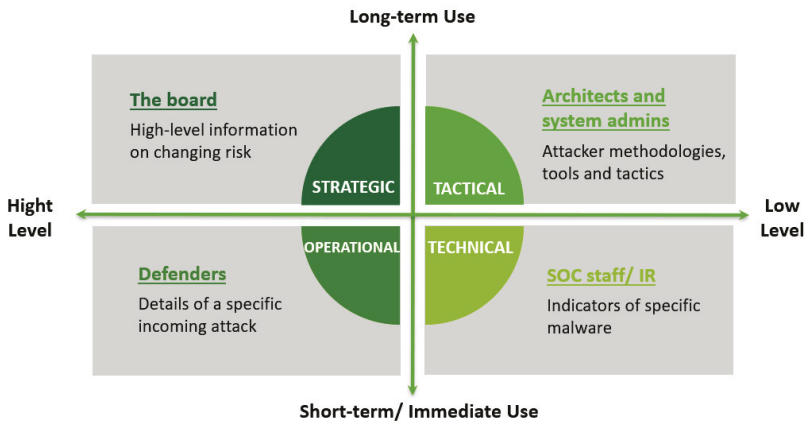 Long-term Use
The board
High-level information
on changing risk
STRATEGIC
TACTICAL
Architects and
system admins
Attacker methodologies,
tools and tactics
Hight
Level
Low
Level
OPERATIONAL
TECHNICAL
Defenders
Details of a specific
incoming attack
SOC staff/ IR
Indicators of specific
malware
Short-term/ Immediate Use